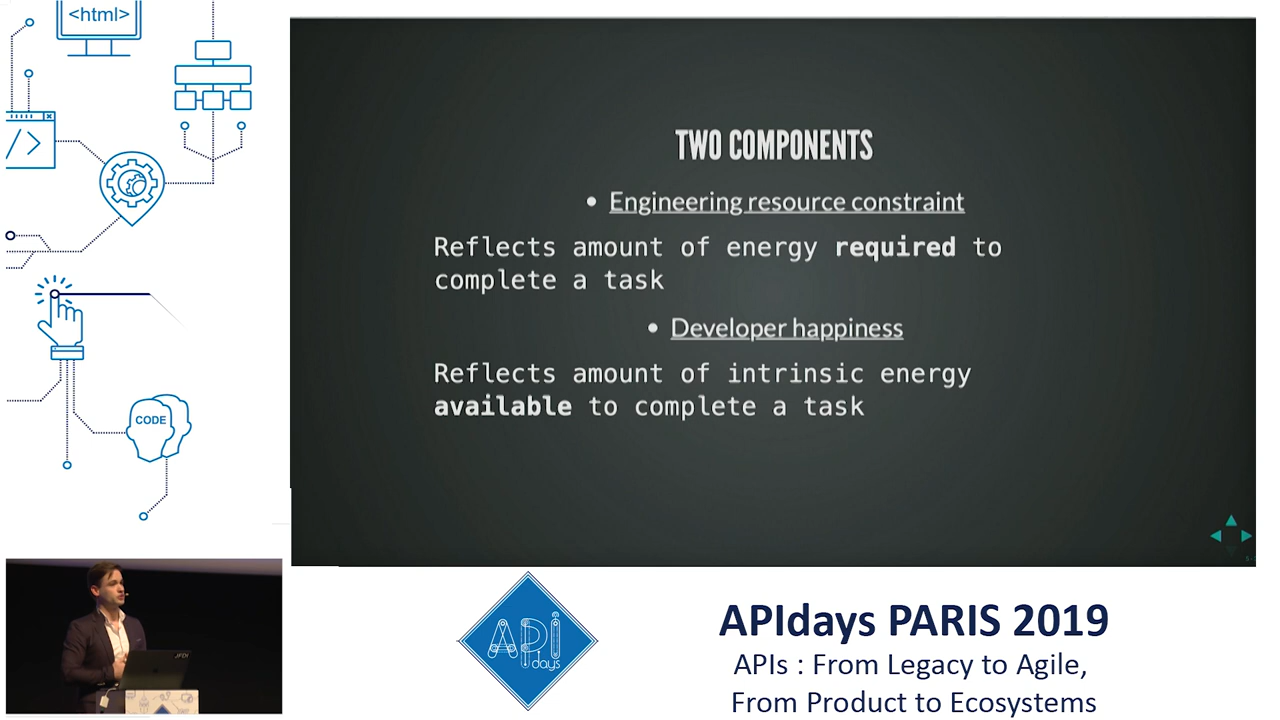 <html>
</>
CODE
TWO COMPONENTS
• Engineering resource constraint
Reflects amount of energy required to
complete a task
• Developer happiness
Reflects amount of intrinsic energy
available to complete a task
JFDI
API
days
APIdays PARIS 2019
APIs : From Legacy to Agile,
From Product to Ecosystems